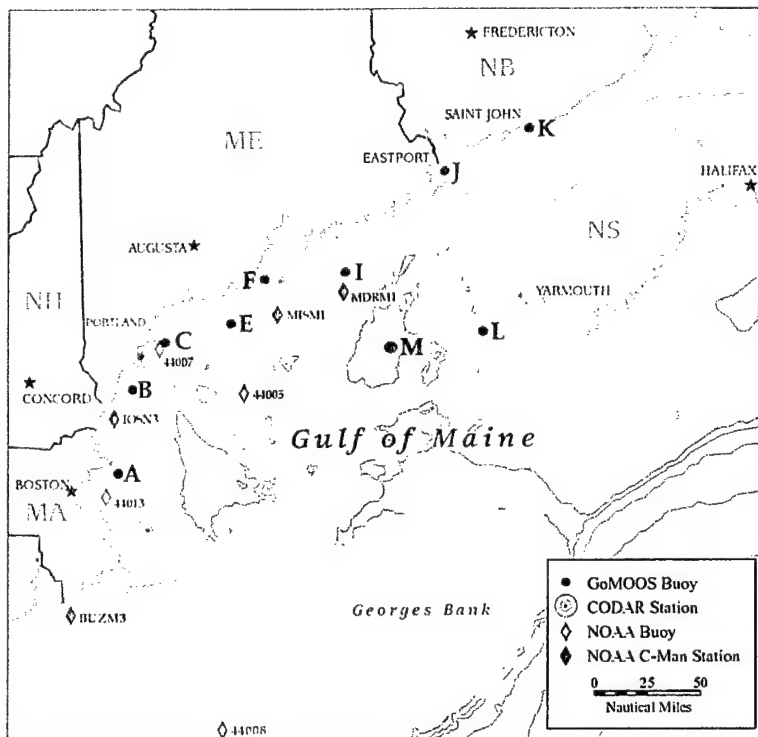 FREDERICTON
NB
SAINT JOHN
K
ME
EASTPORT
J
HALIFAX
NS
AUGUSTA
F
I
MDRM1
YARMOUTH
NH
MISM1
PORTLAND
E
C
L
M
44007
B
44005
CONCORD
IOSN3
Gulf of Maine
A
BOSTON
44013
MA
GoMOOS Buoy
CODAR Station
Georges Bank
BUZM3
NOAA Buoy
NOAA C-Man Station
0 25 50
Nautical Miles
44008